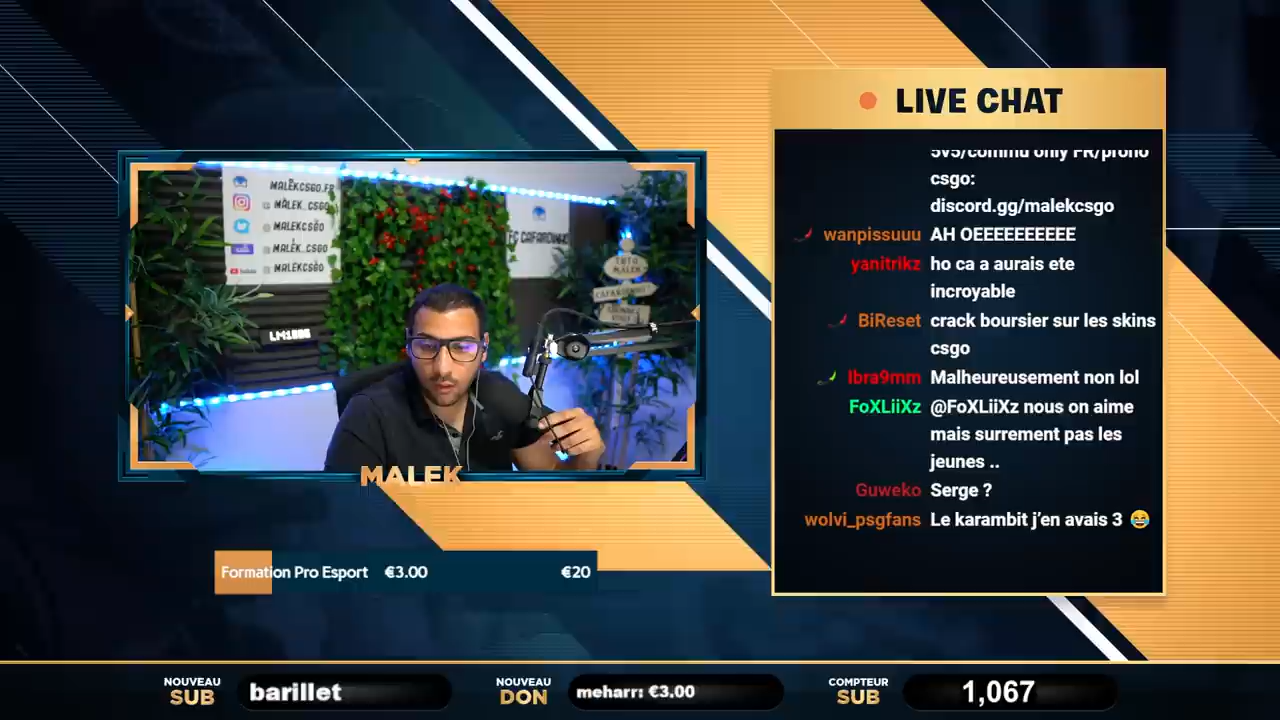 LIVE CHAT
5v5/commu only FR/prono
csgo:
discord.gg/malekcsgo
wanpissuuu AH OEEEEEEEEEE
yanitrikz ho ca a aurais ete
incroyable
BiReset crack boursier sur les skins
csgo
Ibra9mm Malheureusement non lol
FoXLiiXz @FoXLiiXz nous on aime
mais surrement pas les
jeunes ..
Guweko Serge ?
wolvi_psgfans Le karambit j’en avais 3 😂
MALEKCSGO.FR
MALEK_CSGO
MALEKCSGO
MALEK_CSGO
MALEKCSGO
TOTO
MALEK
MALEK
Formation Pro Esport €3.00 €20
NOUVEAU
SUB
barillet
NOUVEAU
DON
meharr: €3.00
COMPTEUR
SUB
1,067